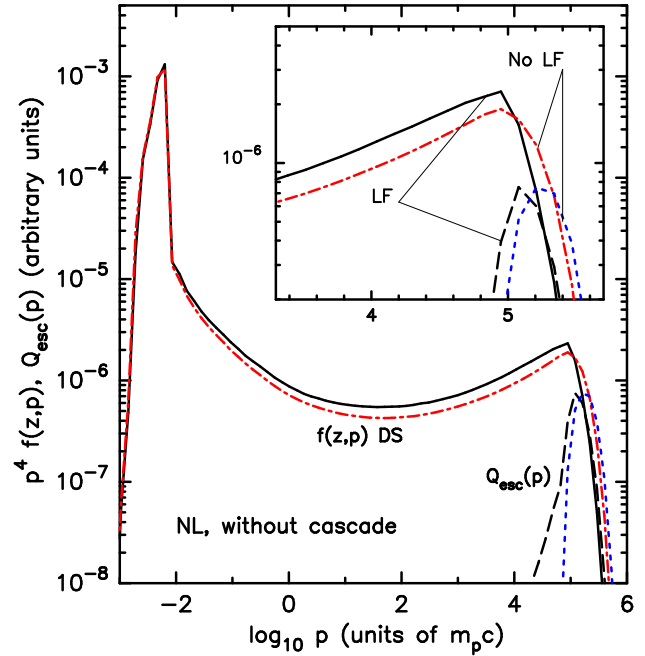 p⁴ f(z,p), Q_esc(p) (arbitrary units)
10⁻³
10⁻⁴
10⁻⁵
10⁻⁶
10⁻⁷
10⁻⁸
No LF
10⁻⁶
LF
4
5
f(z,p) DS
Q_esc(p)
NL, without cascade
−2
0
2
4
6
log₁₀ p (units of m_pc)